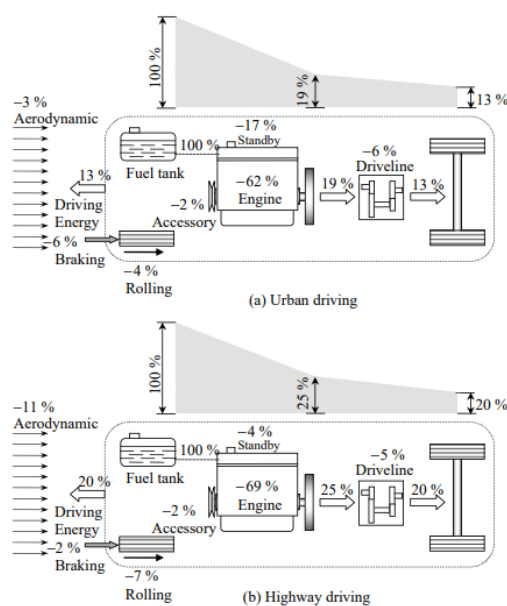 100 %
19 %
13 %
−3 %
Aerodynamic
−17 %
Standby
100 %
Fuel tank
−6 %
Driveline
13 %
Driving
Energy
−62 %
Engine
19 %
13 %
−2 %
Accessory
−6 %
Braking
−4 %
Rolling
(a) Urban driving
100 %
25 %
20 %
−11 %
Aerodynamic
−4 %
Standby
100 %
Fuel tank
−5 %
Driveline
20 %
Driving
Energy
−69 %
Engine
25 %
20 %
−2 %
Accessory
−2 %
Braking
−7 %
Rolling
(b) Highway driving